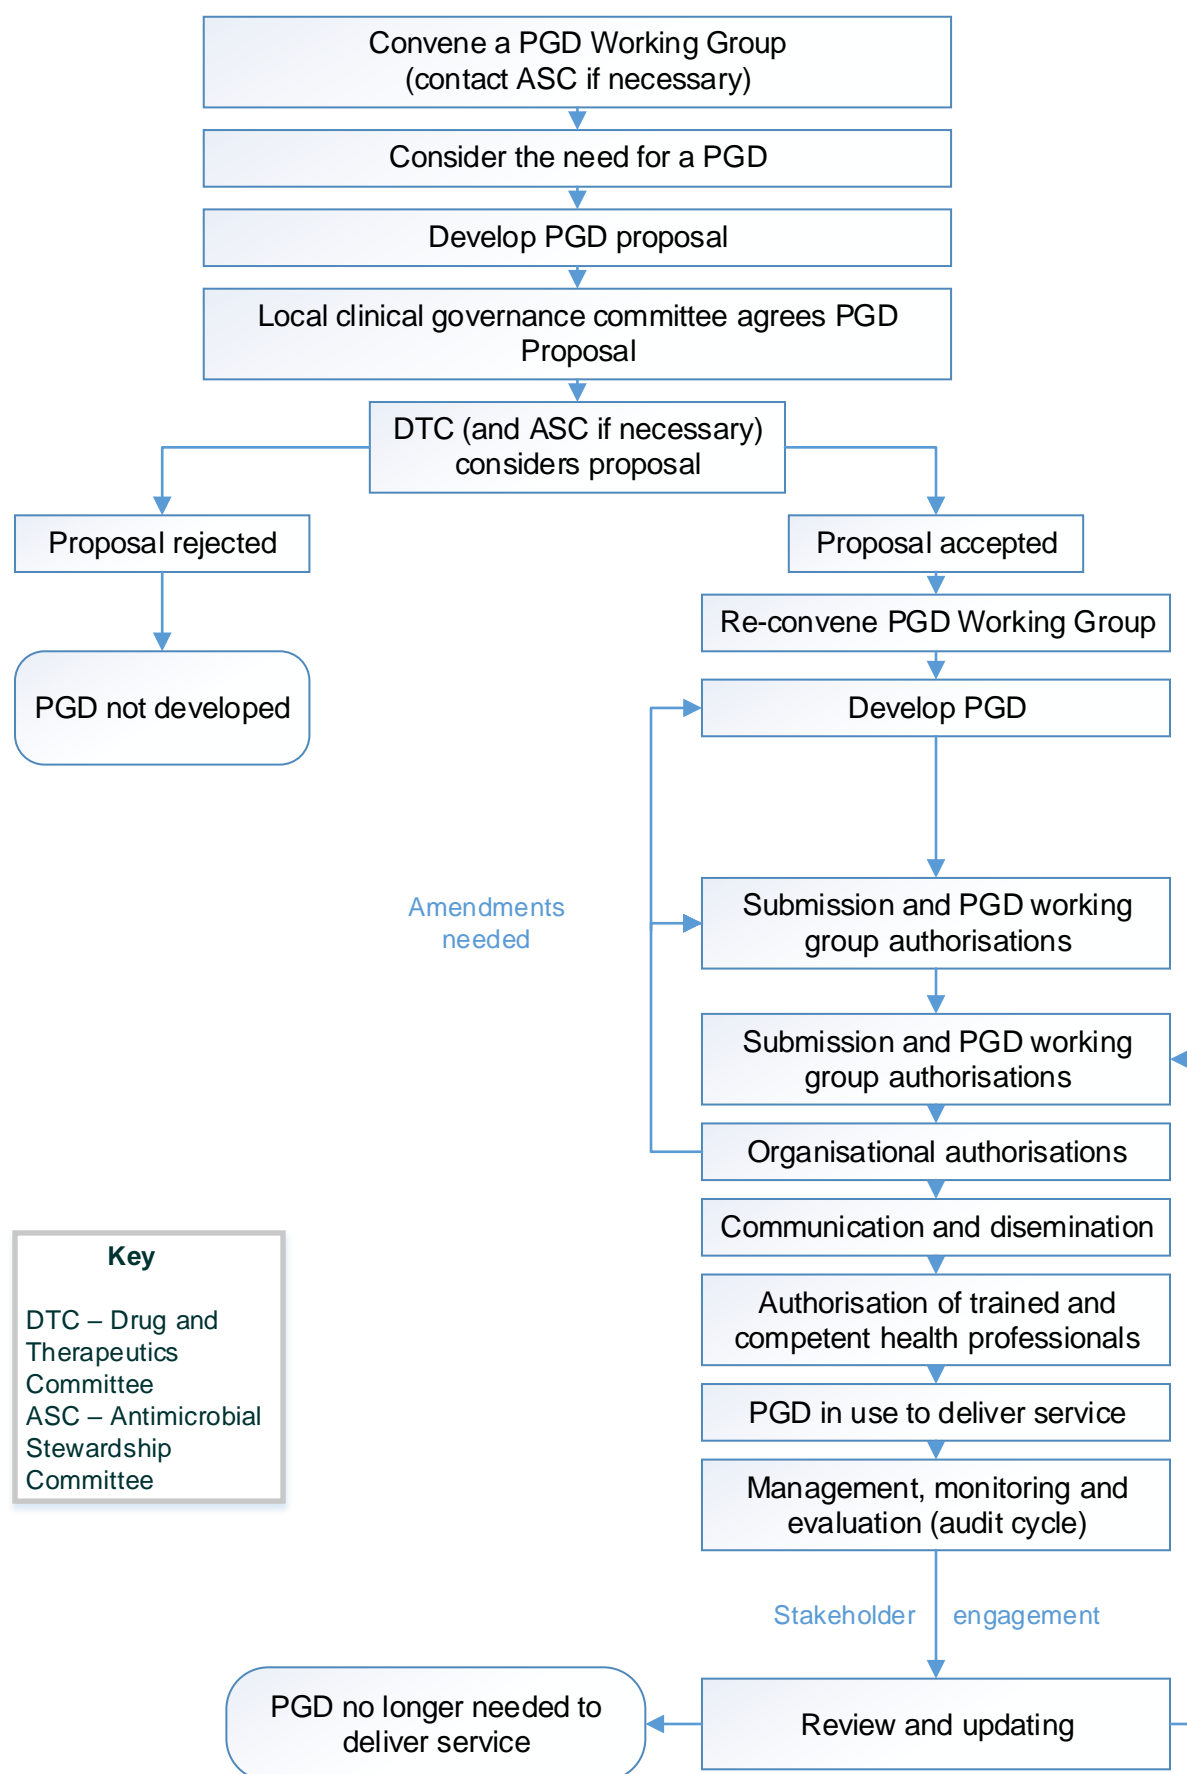 Convene a PGD Working Group
(contact ASC if necessary)
Consider the need for a PGD
Develop PGD proposal
Local clinical governance committee agrees PGD
Proposal
DTC (and ASC if necessary)
considers proposal
Proposal rejected
Proposal accepted
Re-convene PGD Working Group
PGD not developed
Develop PGD
Amendments
needed
Submission and PGD working
group authorisations
Submission and PGD working
group authorisations
Organisational authorisations
Communication and disemination
Key
DTC – Drug and
Therapeutics
Committee
ASC – Antimicrobial
Stewardship
Committee
Authorisation of trained and
competent health professionals
PGD in use to deliver service
Management, monitoring and
evaluation (audit cycle)
Stakeholder engagement
PGD no longer needed to
deliver service
Review and updating